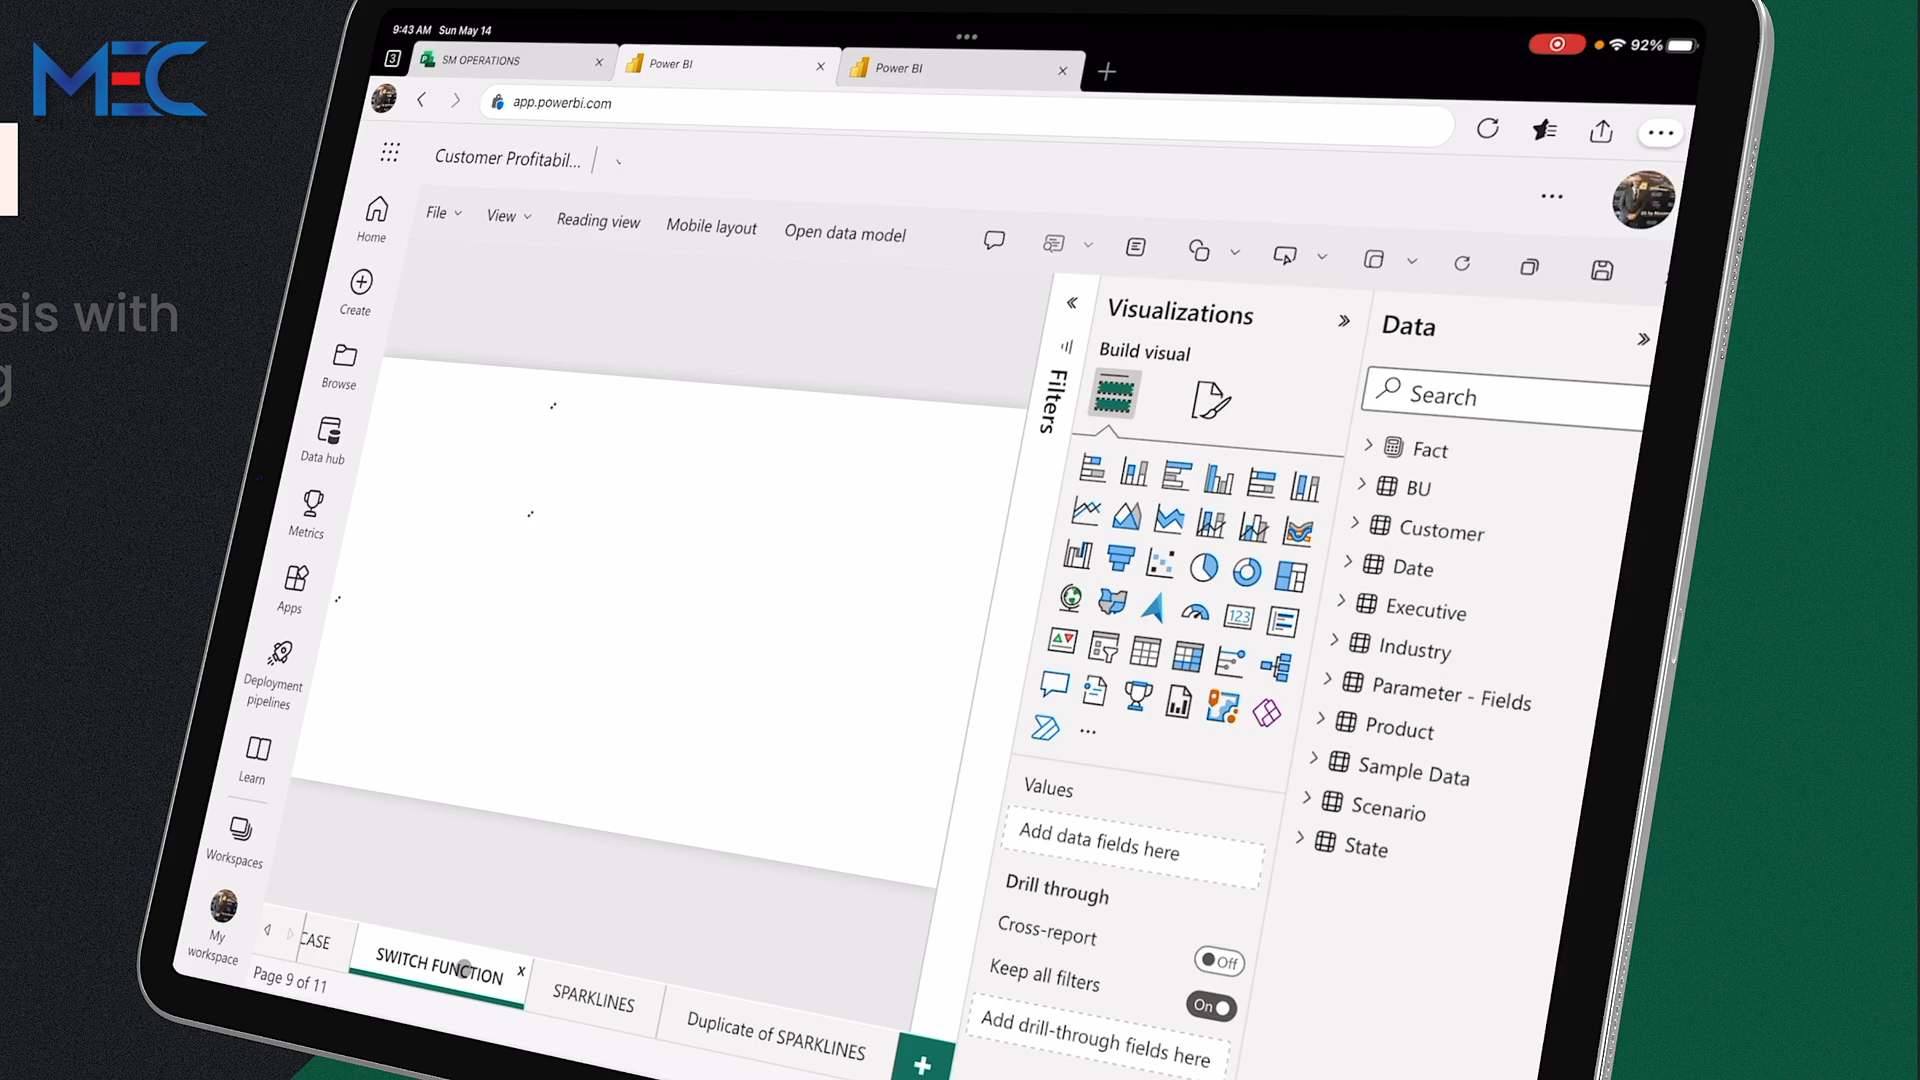 MEC
sis with
g
9:43 AM Sun May 14
92%
3
SM OPERATIONS
Power BI
Power BI
app.powerbi.com
Customer Profitabil...
File
View
Reading view
Mobile layout
Open data model
Home
Create
Browse
Data hub
Metrics
Apps
Deployment
pipelines
Learn
Workspaces
My
workspace
Filters
Visualizations
Build visual
123
Values
Add data fields here
Drill through
Cross-report
Off
Keep all filters
On
Add drill-through fields here
Data
Search
Fact
BU
Customer
Date
Executive
Industry
Parameter - Fields
Product
Sample Data
Scenario
State
CASE
SWITCH FUNCTION
SPARKLINES
Duplicate of SPARKLINES
Page 9 of 11